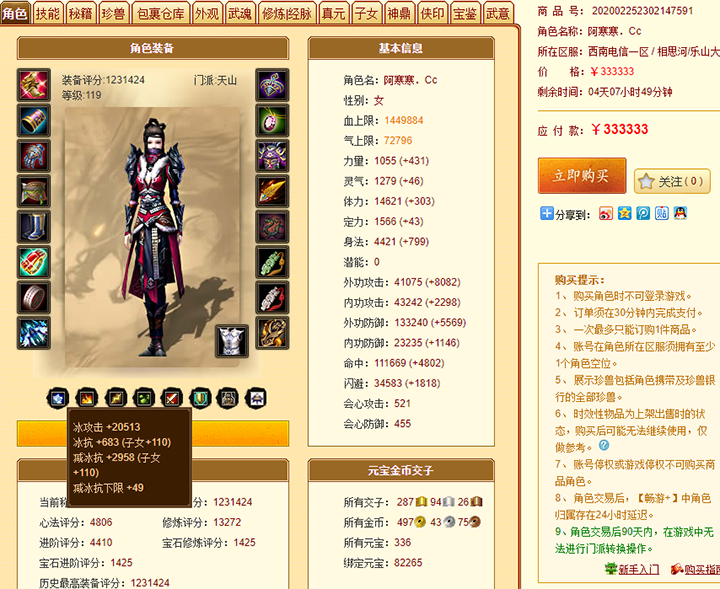 角色 技能 秘籍 珍兽 包裹仓库 外观 武魂 修炼|经脉 真元 子女 神鼎 侠印 宝鉴 武意
角色装备
装备评分:1231424 门派:天山
等级:119
冰攻击 +20513
冰抗 +683 (子女+110)
减冰抗 +2958 (子女
+110)
减冰抗下限 +49
当前称
分: 1231424
心法评分: 4806 修炼评分: 13272
进阶评分: 4410 宝石修炼评分: 1425
宝石进阶评分: 1425
历史最高装备评分: 1231424
基本信息
角色名: 阿寒寒．Cc
性别: 女
血上限: 1449884
气上限: 72796
力量: 1055 (+431)
灵气: 1279 (+46)
体力: 14621 (+303)
定力: 1566 (+43)
身法: 4421 (+799)
潜能: 0
外功攻击: 41075 (+8082)
内功攻击: 43242 (+2298)
外功防御: 133240 (+5569)
内功防御: 23235 (+1146)
命中: 111669 (+4802)
闪避: 34583 (+1818)
会心攻击: 521
会心防御: 455
元宝金币交子
所有交子: 287 94 26
所有金币: 497 43 75
所有元宝: 336
绑定元宝: 82265
商 品 号: 202002252302147591
角色名称: 阿寒寒．Cc
所在区服: 西南电信一区 / 相思河/乐山大
价 格: ￥333333
剩余时间: 04天07小时49分钟
应 付 款: ￥333333
立即购买
关注 ( 0 )
分享到:
购买提示:
1、 购买角色时不可登录游戏。
2、 订单须在30分钟内完成支付。
3、 一次最多只能订购1件商品。
4、 账号在角色所在区服须拥有至少
1个角色空位。
5、 展示珍兽包括角色携带及珍兽银
行的全部珍兽。
6、 时效性物品为上架出售时的状
态，购买后可能无法继续使用，仅
做参考。
7、 账号停权或游戏停权不可购买商
品角色。
8、 角色交易后，【畅游+】中角色
归属存在24小时延迟。
9、角色交易后90天内，在游戏中无
法进行门派转换操作。
新手入门 购买指南